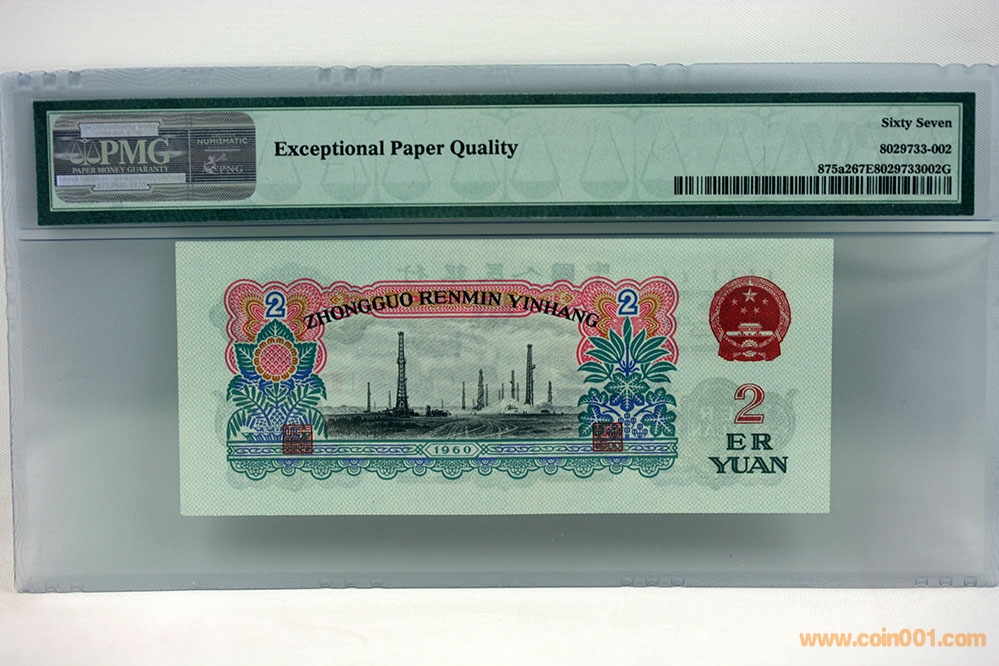 PMG
PAPER MONEY GUARANTY
NUMISMATIC
PNG
Exceptional Paper Quality
Sixty Seven
8029733-002
875a267E8029733002G
2
ZHONGGUO RENMIN YINHANG
2
1960
2
ER
YUAN
www.coin001.com